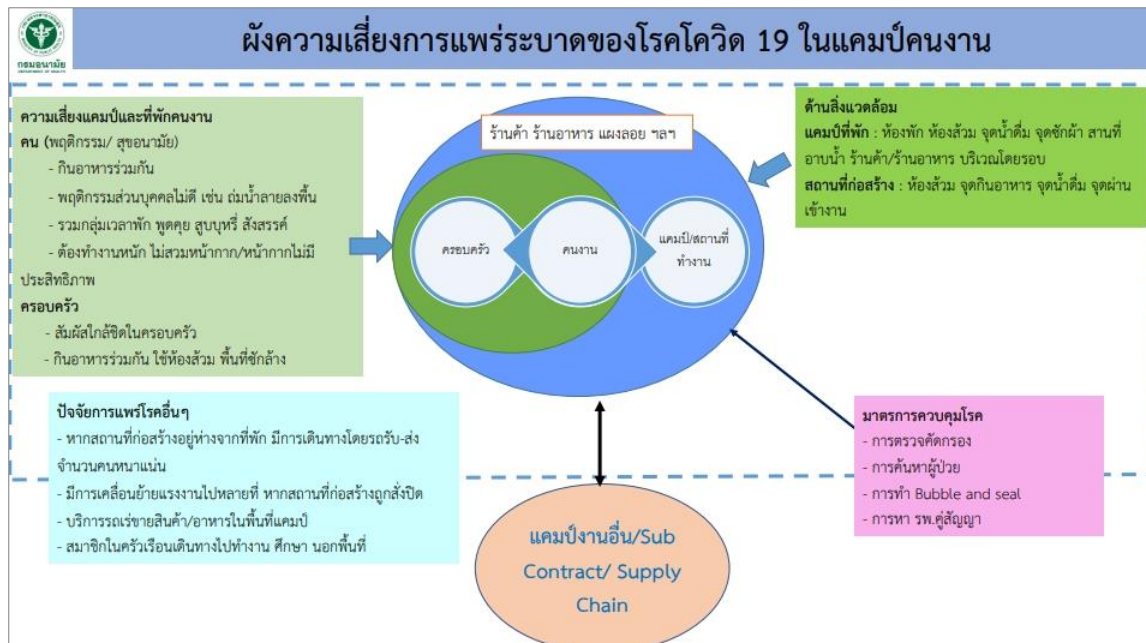 ผังความเสี่ยงการแพร่ระบาดของโรคโควิด 19 ในแคมป์คนงาน
กรมอนามัย
DEPARTMENT OF HEALTH
ความเสี่ยงแคมป์และที่พักคนงาน
คน (พฤติกรรม/ สุขอนามัย)
- กินอาหารร่วมกัน
- พฤติกรรมส่วนบุคคลไม่ดี เช่น ถ่มน้ำลายลงพื้น
- รวมกลุ่มเวลาพัก พูดคุย สูบบุหรี่ สังสรรค์
- ต้องทำงานหนัก ไม่สวมหน้ากาก/หน้ากากไม่มี
ประสิทธิภาพ
ครอบครัว
- สัมผัสใกล้ชิดในครอบครัว
- กินอาหารร่วมกัน ใช้ห้องส้วม พื้นที่ซักล้าง
ร้านค้า ร้านอาหาร แผงลอย ฯลฯ
ครอบครัว
คนงาน
แคมป์/สถานที่
ทำงาน
ด้านสิ่งแวดล้อม
แคมป์ที่พัก : ห้องพัก ห้องส้วม จุดน้ำดื่ม จุดซักผ้า สานที่
อาบน้ำ ร้านค้า/ร้านอาหาร บริเวณโดยรอบ
สถานที่ก่อสร้าง : ห้องส้วม จุดกินอาหาร จุดน้ำดื่ม จุดผ่าน
เข้างาน
ปัจจัยการแพร่โรคอื่นๆ
- หากสถานที่ก่อสร้างอยู่ห่างจากที่พัก มีการเดินทางโดยรถรับ-ส่ง
จำนวนคนหนาแน่น
- มีการเคลื่อนย้ายแรงงานไปหลายที่ หากสถานที่ก่อสร้างถูกสั่งปิด
- บริการรถเร่ขายสินค้า/อาหารในพื้นที่แคมป์
- สมาชิกในครัวเรือนเดินทางไปทำงาน ศึกษา นอกพื้นที่
มาตรการควบคุมโรค
- การตรวจคัดกรอง
- การค้นหาผู้ป่วย
- การทำ Bubble and seal
- การหา รพ.คู่สัญญา
แคมป์งานอื่น/Sub
Contract/ Supply
Chain